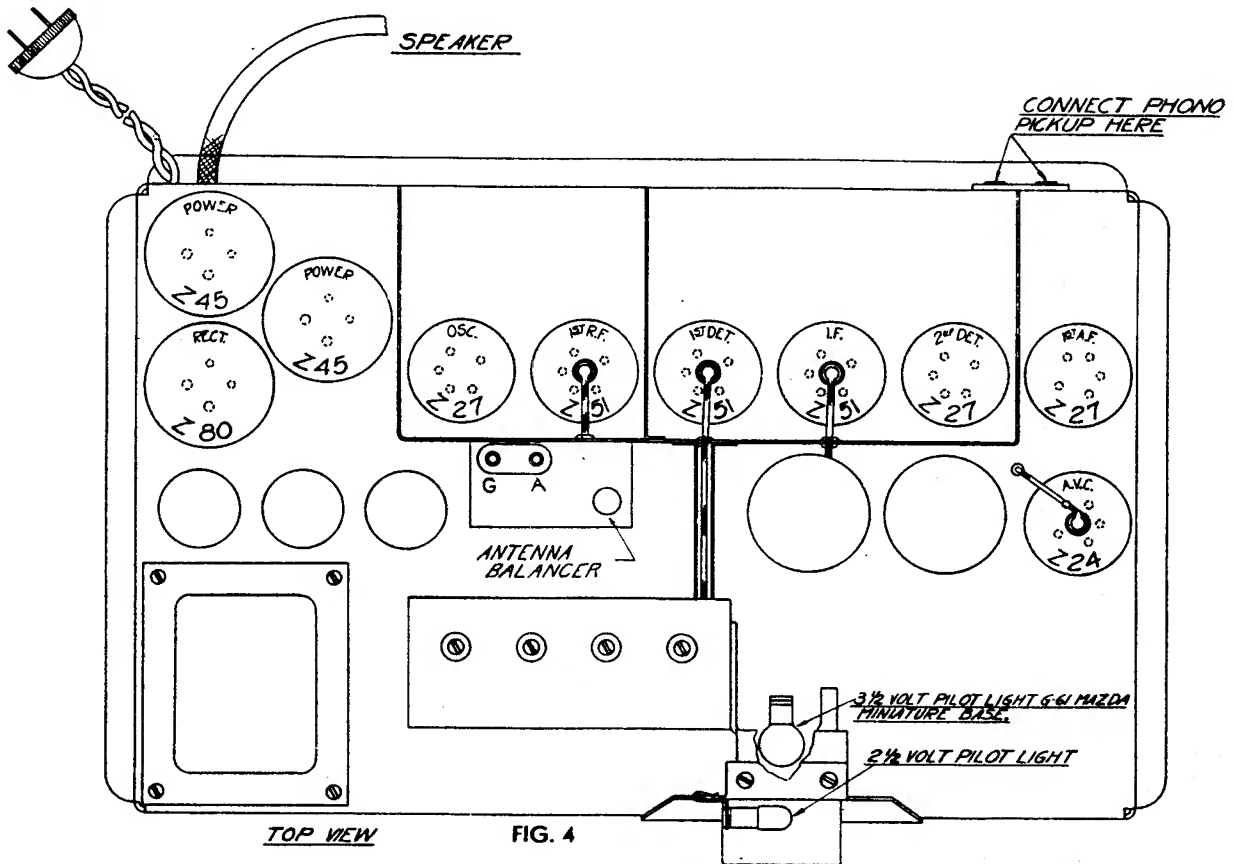 SPEAKER
CONNECT PHONO
PICKUP HERE
POWER
Z45
POWER
Z45
RECT.
Z80
OSC.
Z27
1ST R.F.
Z51
1ST DET.
Z51
I.F.
Z51
2ND DET.
Z27
1ST A.F.
Z27
G A
A.V.C.
Z24
ANTENNA
BALANCER
3½ VOLT PILOT LIGHT G-61 MAZDA
MINIATURE BASE.
2½ VOLT PILOT LIGHT
TOP VIEW
FIG. 4